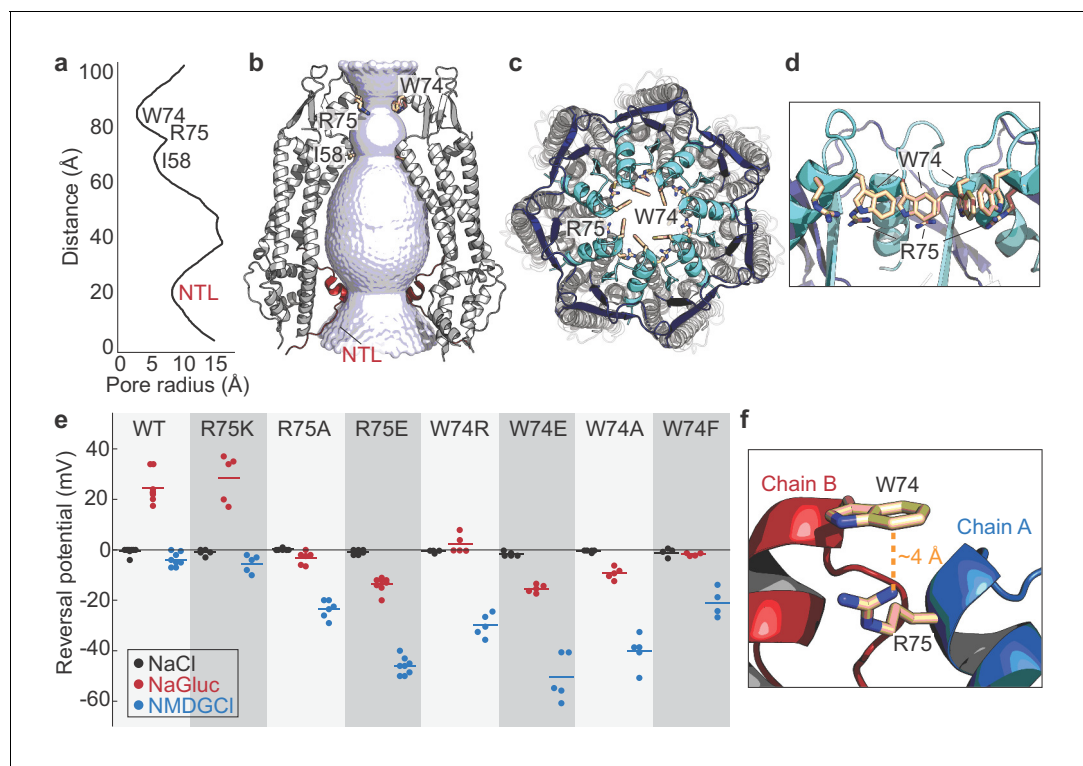 a
100
80
60
40
20
0
Distance (Å)
W74
R75
I58
NTL
0 5 10 15
Pore radius (Å)
b
W74
R75
I58
NTL
c
W74
R75
d
W74
R75
e
WT R75K R75A R75E W74R W74E W74A W74F
Reversal potential (mV)
40
20
0
-20
-40
-60
NaCl
NaGluc
NMDGCl
f
W74
Chain B
Chain A
~4 Å
R75